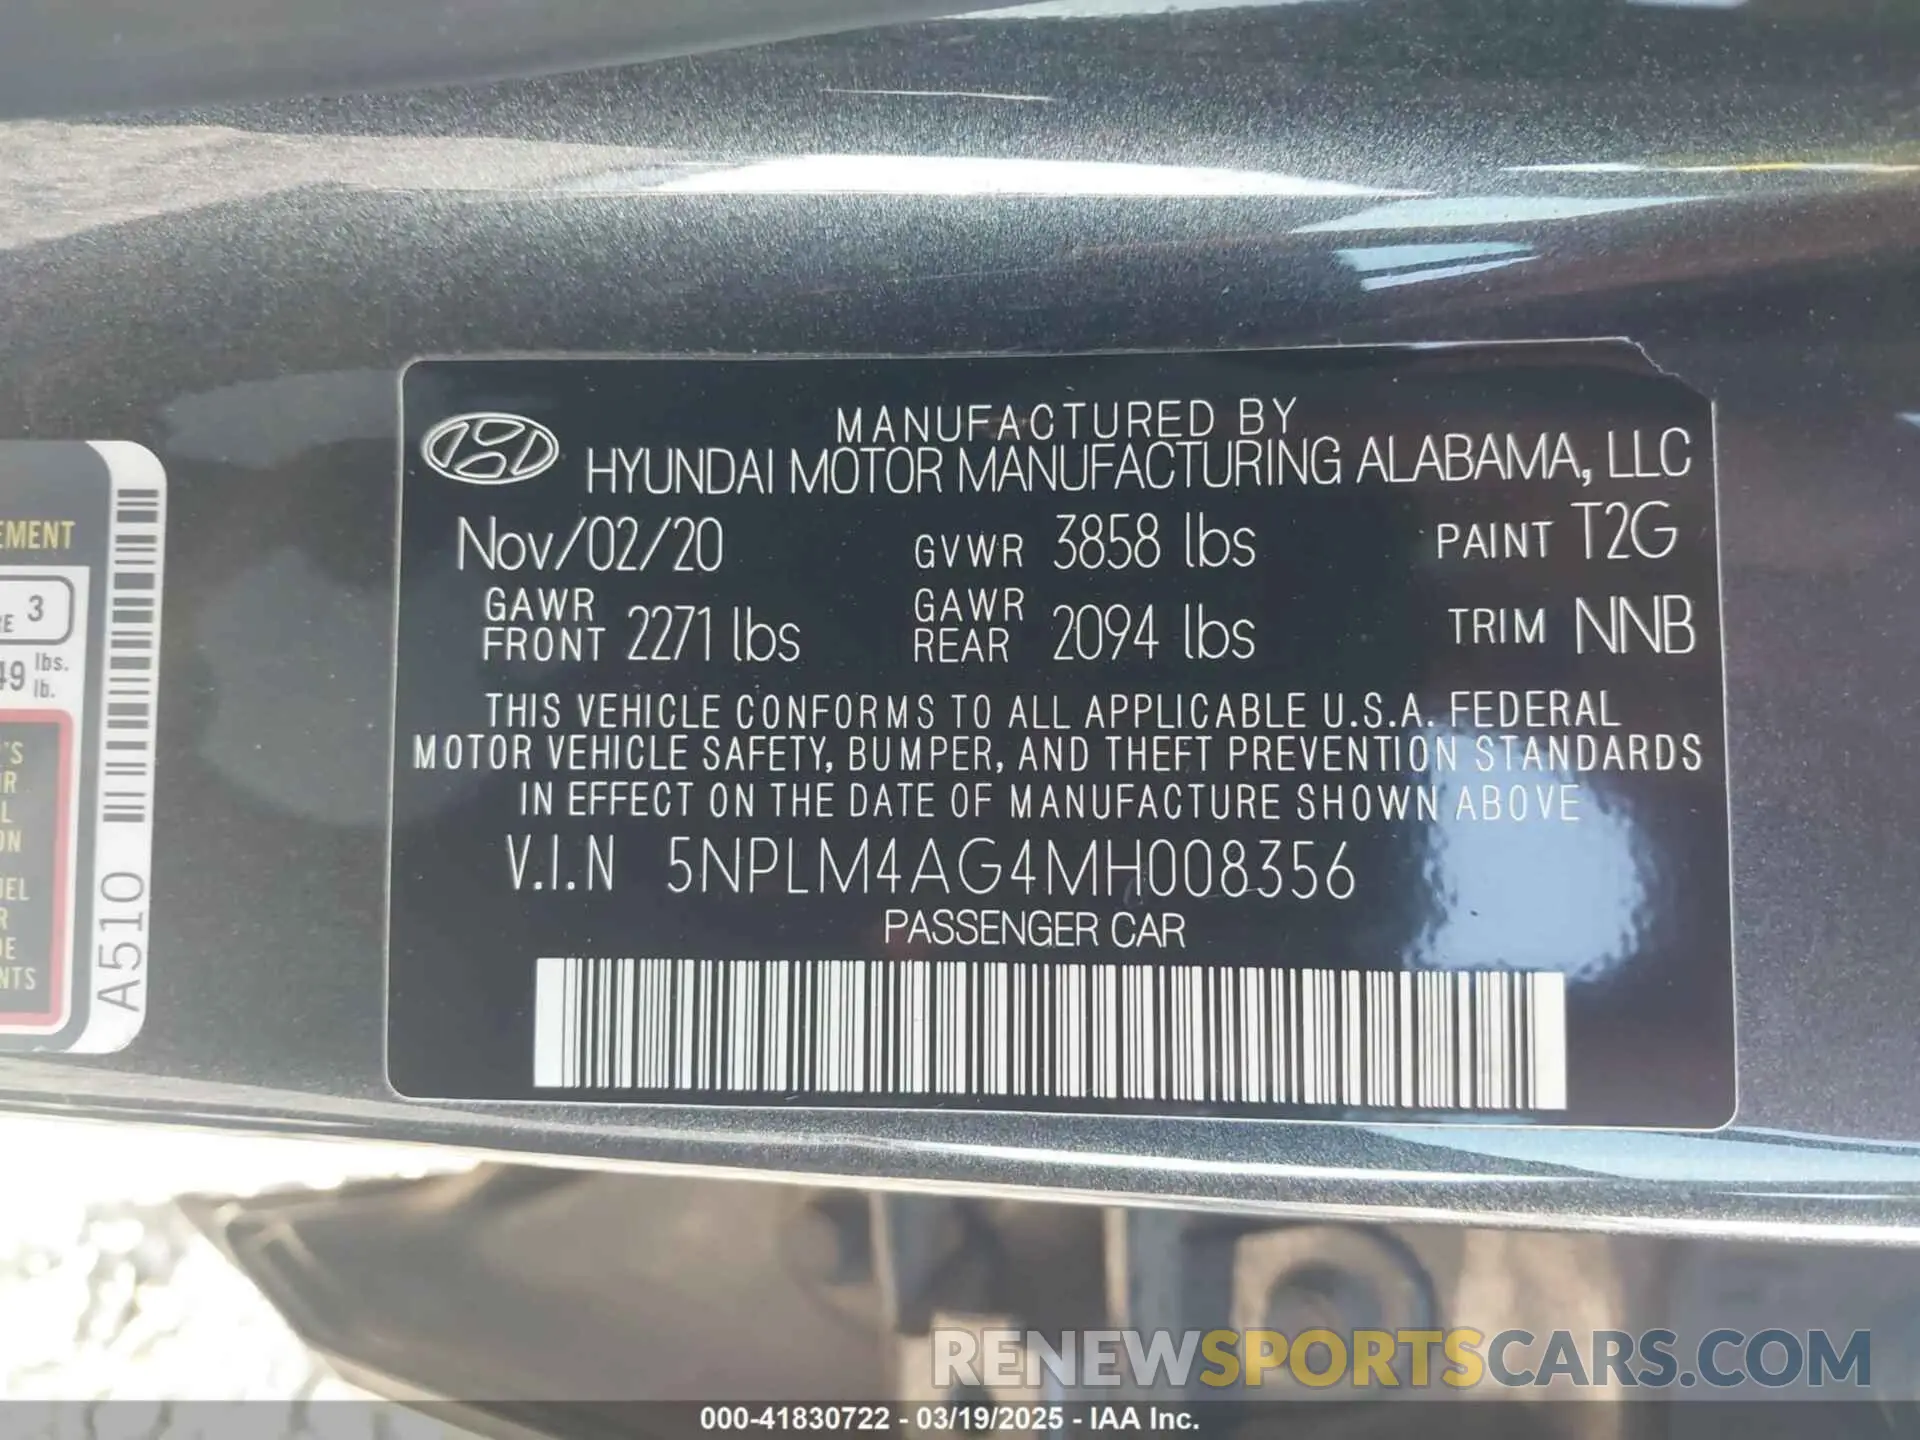 MANUFACTURED BY
HYUNDAI MOTOR MANUFACTURING ALABAMA, LLC
Nov/02/20 GVWR 3858 lbs PAINT T2G
GAWR FRONT 2271 lbs GAWR REAR 2094 lbs TRIM NNB
THIS VEHICLE CONFORMS TO ALL APPLICABLE U.S.A. FEDERAL
MOTOR VEHICLE SAFETY, BUMPER, AND THEFT PREVENTION STANDARDS
IN EFFECT ON THE DATE OF MANUFACTURE SHOWN ABOVE
V.I.N 5NPLM4AG4MH008356
PASSENGER CAR
3
lbs.
lb.
A510
RENEWSPORTSCARS.COM
000-41830722 - 03/19/2025 - IAA Inc.